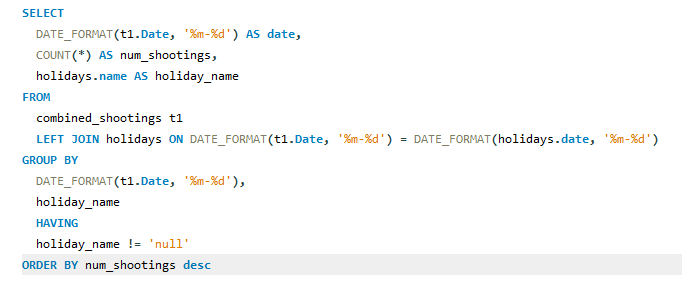 SELECT
DATE_FORMAT(t1.Date, '%m-%d') AS date,
COUNT(*) AS num_shootings,
holidays.name AS holiday_name
FROM
combined_shootings t1
LEFT JOIN holidays ON DATE_FORMAT(t1.Date, '%m-%d') = DATE_FORMAT(holidays.date, '%m-%d')
GROUP BY
DATE_FORMAT(t1.Date, '%m-%d'),
holiday_name
HAVING
holiday_name != 'null'
ORDER BY num_shootings desc